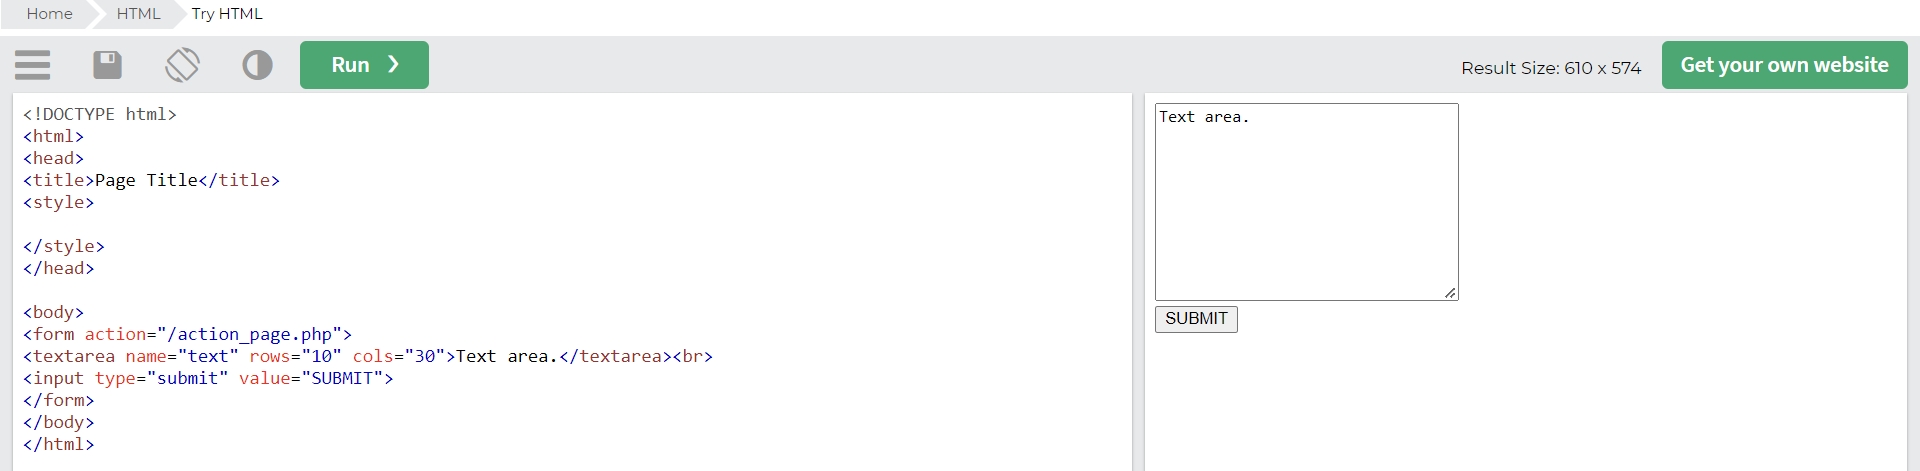 Home HTML Try HTML
Run ❯ Result Size: 610 x 574 Get your own website
<!DOCTYPE html>
<html>
<head>
<title>Page Title</title>
<style>
</style>
</head>
<body>
<form action="/action_page.php">
<textarea name="text" rows="10" cols="30">Text area.</textarea><br>
<input type="submit" value="SUBMIT">
</form>
</body>
</html>
Text area.
SUBMIT